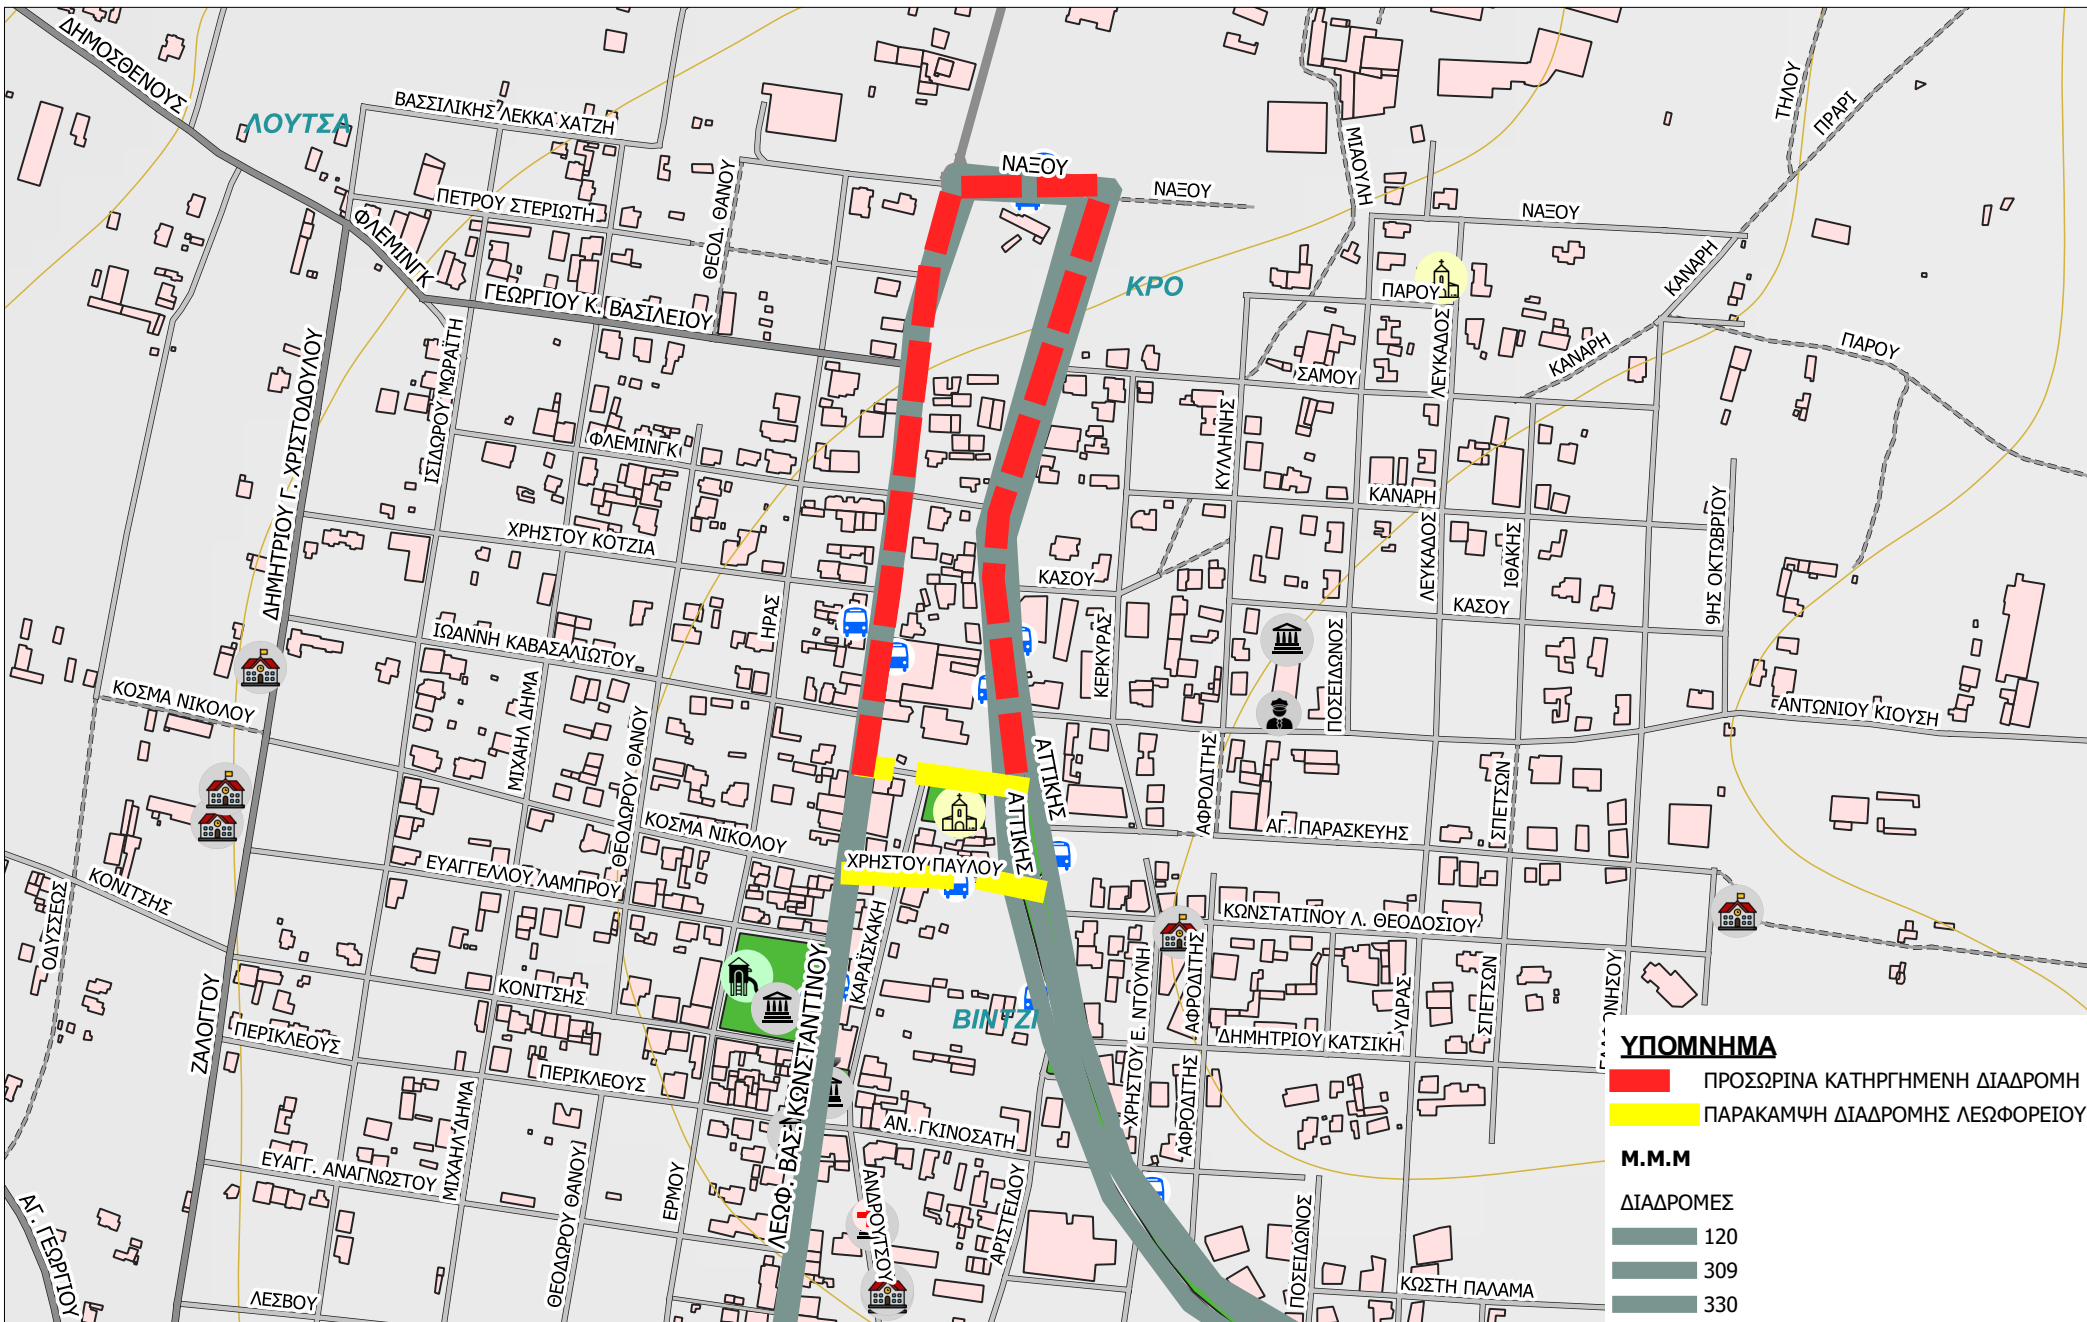 ΔΗΜΟΣΘΕΝΟΥΣ
ΛΟΥΤΣΑ
ΒΑΣΣΙΛΙΚΗΣ ΛΕΚΚΑ ΧΑΤΖΗ
ΝΑΞΟΥ
ΝΑΞΟΥ
ΝΑΞΟΥ
ΜΙΑΟΥΛΗ
ΤΗΛΟΥ
ΠΡΑΡΙ
ΠΕΤΡΟΥ ΣΤΕΡΙΩΤΗ
ΘΕΟΔ. ΘΑΝΟΥ
ΦΛΕΜΙΝΓΚ
ΓΕΩΡΓΙΟΥ Κ. ΒΑΣΙΛΕΙΟΥ
ΚΡΟ
ΠΑΡΟΥ
ΚΑΝΑΡΗ
ΚΑΝΑΡΗ
ΠΑΡΟΥ
ΛΕΥΚΑΔΟΣ
ΣΑΜΟΥ
ΔΗΜΗΤΡΙΟΥ Γ. ΧΡΙΣΤΟΔΟΥΛΟΥ
ΙΣΙΔΩΡΟΥ ΜΩΡΑΪΤΗ
ΦΛΕΜΙΝΓΚ
ΚΥΛΛΗΝΗΣ
ΚΑΝΑΡΗ
ΧΡΗΣΤΟΥ ΚΟΤΖΙΑ
ΛΕΥΚΑΔΟΣ
ΙΘΑΚΗΣ
9ΗΣ ΟΚΤΩΒΡΙΟΥ
ΚΑΣΟΥ
ΚΑΣΟΥ
ΗΡΑΣ
ΙΩΑΝΝΗ ΚΑΒΑΣΑΛΙΩΤΟΥ
ΚΕΡΚΥΡΑΣ
ΠΟΣΕΙΔΩΝΟΣ
ΚΟΣΜΑ ΝΙΚΟΛΟΥ
ΜΙΧΑΗΛ ΔΗΜΑ
ΘΕΟΔΩΡΟΥ ΘΑΝΟΥ
ΑΝΤΩΝΙΟΥ ΚΙΟΥΣΗ
ΑΤΤΙΚΗΣ
ΑΤΤΙΚΗΣ
ΑΦΡΟΔΙΤΗΣ
ΣΠΕΤΣΩΝ
ΚΟΣΜΑ ΝΙΚΟΛΟΥ
ΑΓ. ΠΑΡΑΣΚΕΥΗΣ
ΧΡΗΣΤΟΥ ΠΑΥΛΟΥ
ΕΥΑΓΓΕΛΛΟΥ ΛΑΜΠΡΟΥ
ΚΟΝΙΤΣΗΣ
ΟΔΥΣΣΕΩΣ
ΚΑΡΑΪΣΚΑΚΗ
ΚΩΝΣΤΑΤΙΝΟΥ Λ. ΘΕΟΔΟΣΙΟΥ
ΚΟΝΙΤΣΗΣ
ΒΙΝΤΖΙ
ΧΡΗΣΤΟΥ Ε. ΝΤΟΥΝΗ
ΑΦΡΟΔΙΤΗΣ
ΥΔΡΑΣ
ΣΠΕΤΣΩΝ
ΖΑΛΟΓΓΟΥ
ΠΕΡΙΚΛΕΟΥΣ
ΔΗΜΗΤΡΙΟΥ ΚΑΤΣΙΚΗ
ΠΕΡΙΚΛΕΟΥΣ
ΜΙΧΑΗΛ ΔΗΜΑ
ΛΕΩΦ. ΒΑΣ. ΚΩΝΣΤΑΝΤΙΝΟΥ
ΑΝ. ΓΚΙΝΟΣΑΤΗ
ΑΦΡΟΔΙΤΗΣ
ΕΥΑΓΓ. ΑΝΑΓΝΩΣΤΟΥ
ΘΕΟΔΩΡΟΥ ΘΑΝΟΥ
ΕΡΜΟΥ
ΑΝΔΡΟΥΤΣΟΥ
ΑΡΙΣΤΕΙΔΟΥ
ΠΟΣΕΙΔΩΝΟΣ
ΑΓ. ΓΕΩΡΓΙΟΥ
ΛΕΣΒΟΥ
ΚΩΣΤΗ ΠΑΛΑΜΑ
ΥΠΟΜΝΗΜΑ
ΠΡΟΣΩΡΙΝΑ ΚΑΤΗΡΓΗΜΕΝΗ ΔΙΑΔΡΟΜΗ
ΠΑΡΑΚΑΜΨΗ ΔΙΑΔΡΟΜΗΣ ΛΕΩΦΟΡΕΙΟΥ
Μ.Μ.Μ
ΔΙΑΔΡΟΜΕΣ
120
309
330